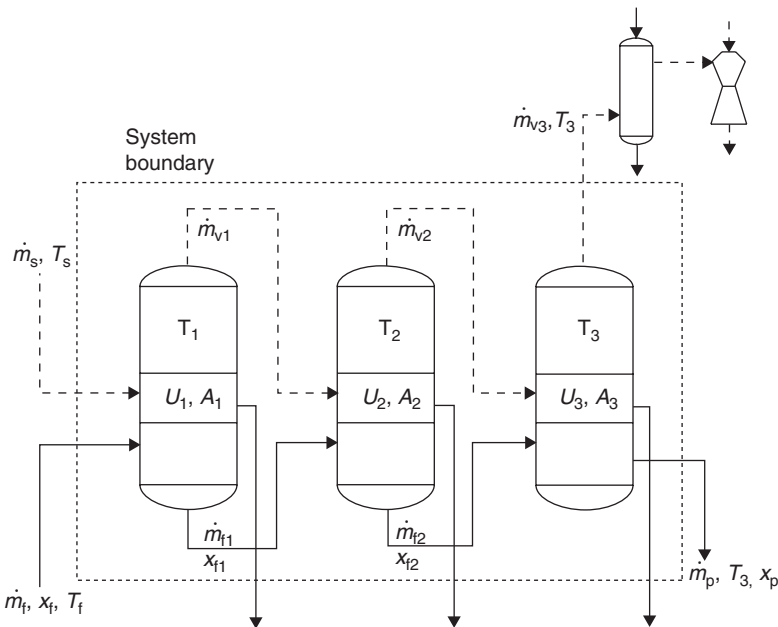 ṁv3, T3
System
boundary
ṁv1
ṁv2
ṁs, Ts
T1
T2
T3
U1, A1
U2, A2
U3, A3
ṁf1
xf1
ṁf2
xf2
ṁf, xf, Tf
ṁp, T3, xp